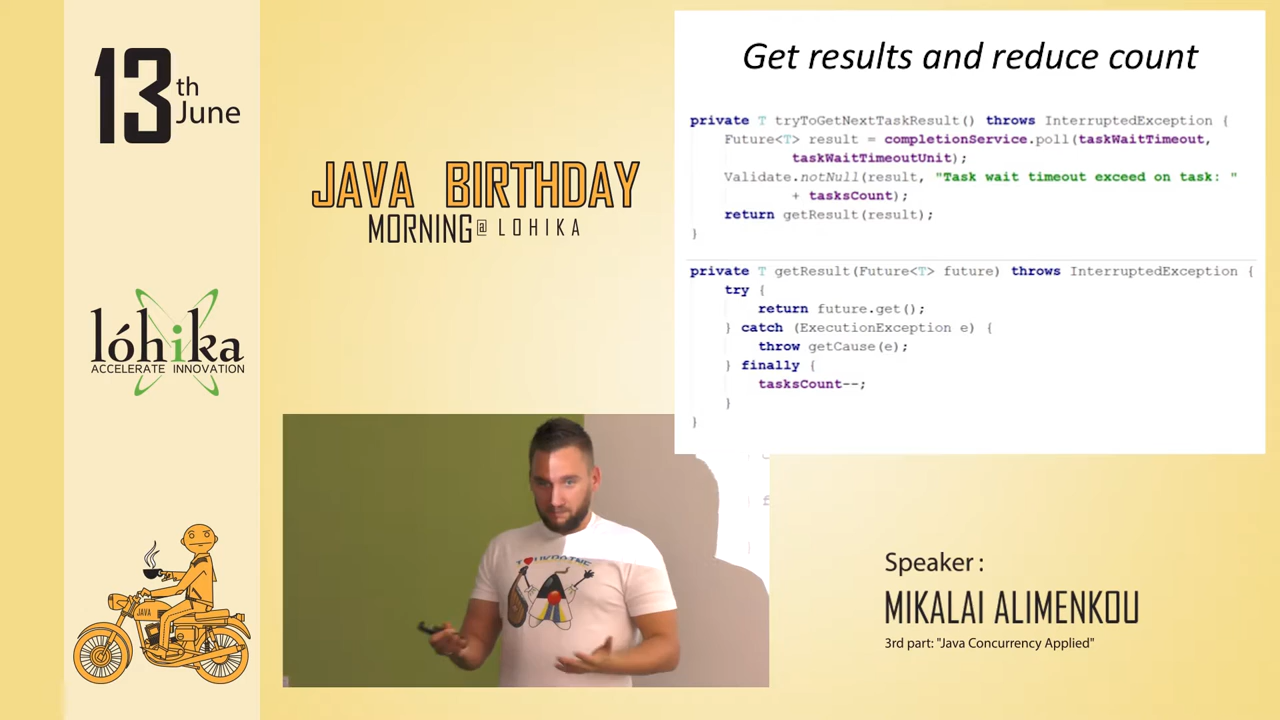 13th
June
lóhika
ACCELERATE INNOVATION
JAVA
JAVA BIRTHDAY
MORNING@LOHIKA
Get results and reduce count
private T tryToGetNextTaskResult() throws InterruptedException {
Future<T> result = completionService.poll(taskWaitTimeout,
taskWaitTimeoutUnit);
Validate.notNull(result, "Task wait timeout exceed on task: "
+ tasksCount);
return getResult(result);
}
private T getResult(Future<T> future) throws InterruptedException {
try {
return future.get();
} catch (ExecutionException e) {
throw getCause(e);
} finally {
tasksCount--;
}
}
Speaker :
MIKALAI ALIMENKOU
3rd part: "Java Concurrency Applied"